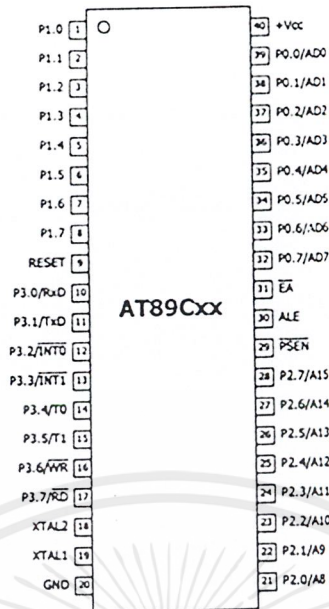 P1.0 1 40 +Vcc
P1.1 2 39 P0.0/AD0
P1.2 3 38 P0.1/AD1
P1.3 4 37 P0.2/AD2
P1.4 5 36 P0.3/AD3
P1.5 6 35 P0.4/AD4
P1.6 7 34 P0.5/AD5
P1.7 8 33 P0.6/AD6
RESET 9 32 P0.7/AD7
P3.0/RxD 10 31 E̅A̅
P3.1/TxD 11 AT89Cxx 30 ALE
P3.2/I̅N̅T̅0̅ 12 29 P̅S̅E̅N̅
P3.3/I̅N̅T̅1̅ 13 28 P2.7/A15
P3.4/T0 14 27 P2.6/A14
P3.5/T1 15 26 P2.5/A13
P3.6/W̅R̅ 16 25 P2.4/A12
P3.7/R̅D̅ 17 24 P2.3/A11
XTAL2 18 23 P2.2/A10
XTAL1 19 22 P2.1/A9
GND 20 21 P2.0/A8